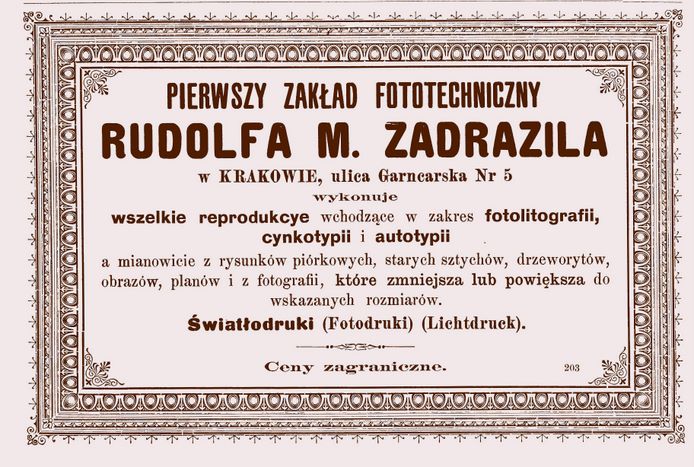 PIERWSZY ZAKŁAD FOTOTECHNICZNY
RUDOLFA M. ZADRAZILA
w KRAKOWIE, ulica Garncarska Nr 5
wykonuje
wszelkie reprodukcye wchodzące w zakres fotolitografii,
cynkotypii i autotypii
a mianowicie z rysunków piórkowych, starych sztychów, drzeworytów,
obrazów, planów i z fotografii, które zmniejsza lub powiększa do
wskazanych rozmiarów.
Światłodruki (Fotodruki) (Lichtdruck).
Ceny zagraniczne.
203